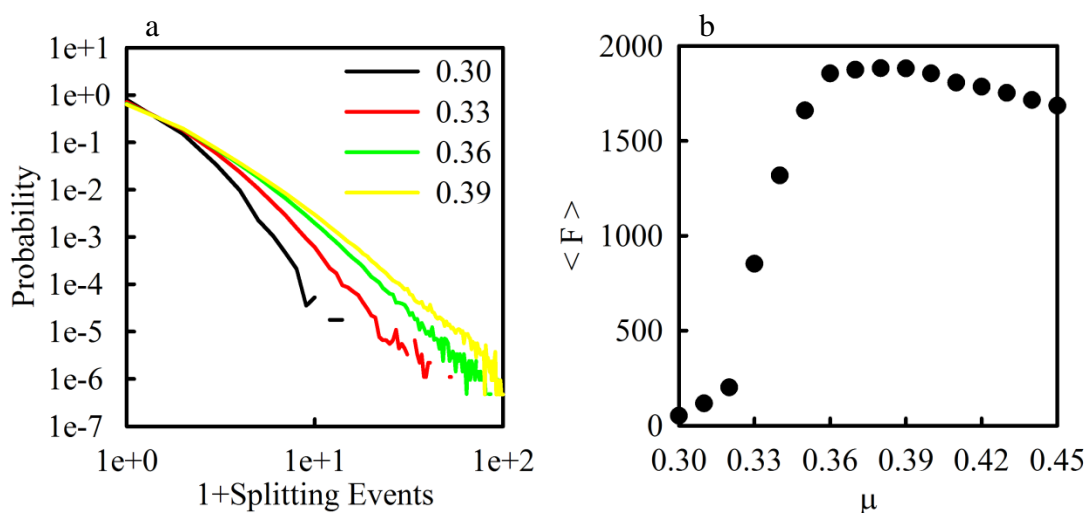 a
1e+1
1e+0
1e-1
1e-2
1e-3
1e-4
1e-5
1e-6
1e-7
Probability
0.30
0.33
0.36
0.39
1e+0 1e+1 1e+2
1+Splitting Events
b
2000
1500
1000
500
0
< F >
0.30 0.33 0.36 0.39 0.42 0.45
μ